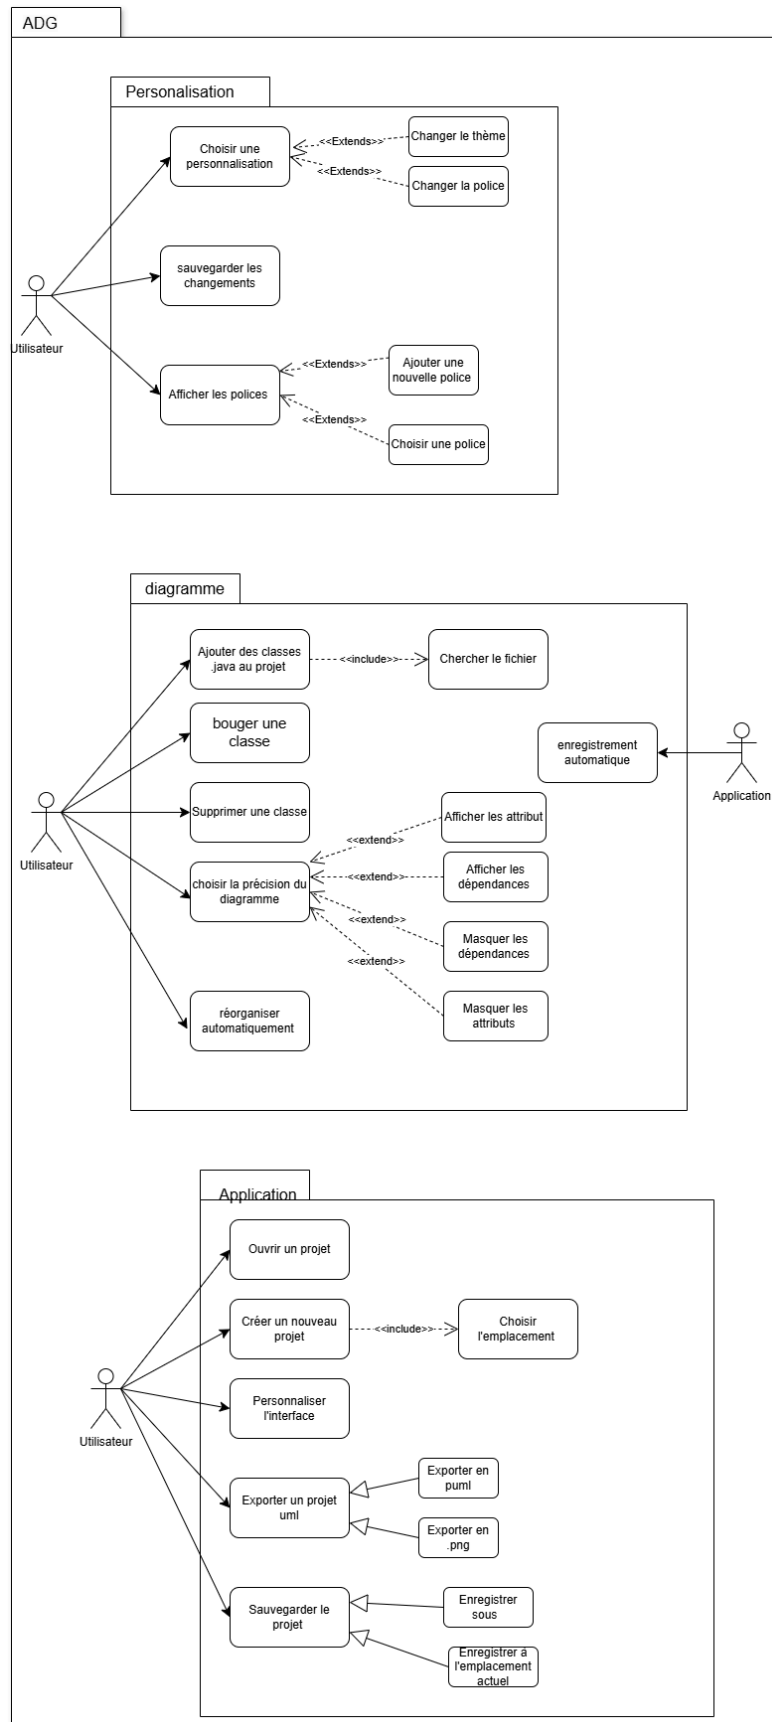 ADG
Personalisation
Choisir une
personnalisation
<<Extends>>
Changer le thème
<<Extends>>
Changer la police
sauvegarder les
changements
Utilisateur
Afficher les polices
<<Extends>>
Ajouter une
nouvelle police
<<Extends>>
Choisir une police
diagramme
Ajouter des classes
.java au projet
<<include>>
Chercher le fichier
bouger une
classe
enregistrement
automatique
Application
Supprimer une classe
Utilisateur
choisir la précision du
diagramme
<<extend>>
Afficher les attribut
<<extend>>
Afficher les
dépendances
<<extend>>
Masquer les
dépendances
<<extend>>
Masquer les
attributs
réorganiser
automatiquement
Application
Ouvrir un projet
Créer un nouveau
projet
<<include>>
Choisir
l'emplacement
Utilisateur
Personnaliser
l'interface
Exporter un projet
uml
Exporter en
puml
Exporter en
.png
Sauvegarder le
projet
Enregistrer
sous
Enregistrer à
l'emplacement
actuel